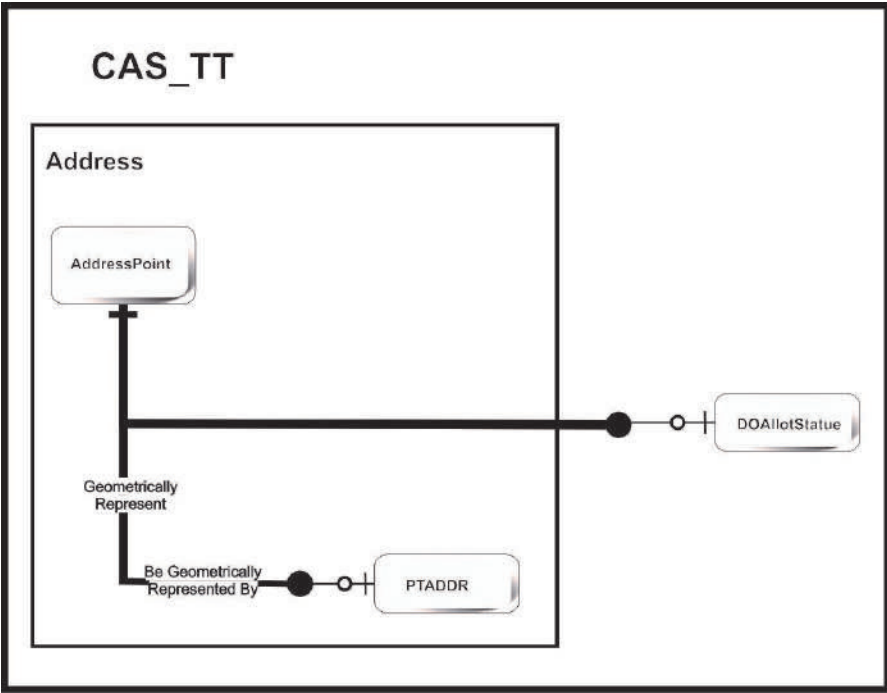 CAS_TT
Address
AddressPoint
DOAllotStatue
Geometrically
Represent
Be Geometrically
Represented By
PTADDR